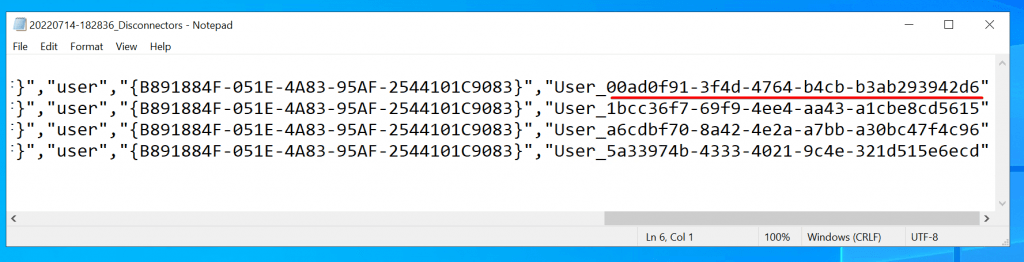 20220714-182836_Disconnectors - Notepad
File Edit Format View Help
:}","user","{B891884F-051E-4A83-95AF-2544101C9083}","User_00ad0f91-3f4d-4764-b4cb-b3ab293942d6"
:}","user","{B891884F-051E-4A83-95AF-2544101C9083}","User_1bcc36f7-69f9-4ee4-aa43-a1cbe8cd5615"
:}","user","{B891884F-051E-4A83-95AF-2544101C9083}","User_a6cdbf70-8a42-4e2a-a7bb-a30bc47f4c96"
:}","user","{B891884F-051E-4A83-95AF-2544101C9083}","User_5a33974b-4333-4021-9c4e-321d515e6ecd"
Ln 6, Col 1 100% Windows (CRLF) UTF-8